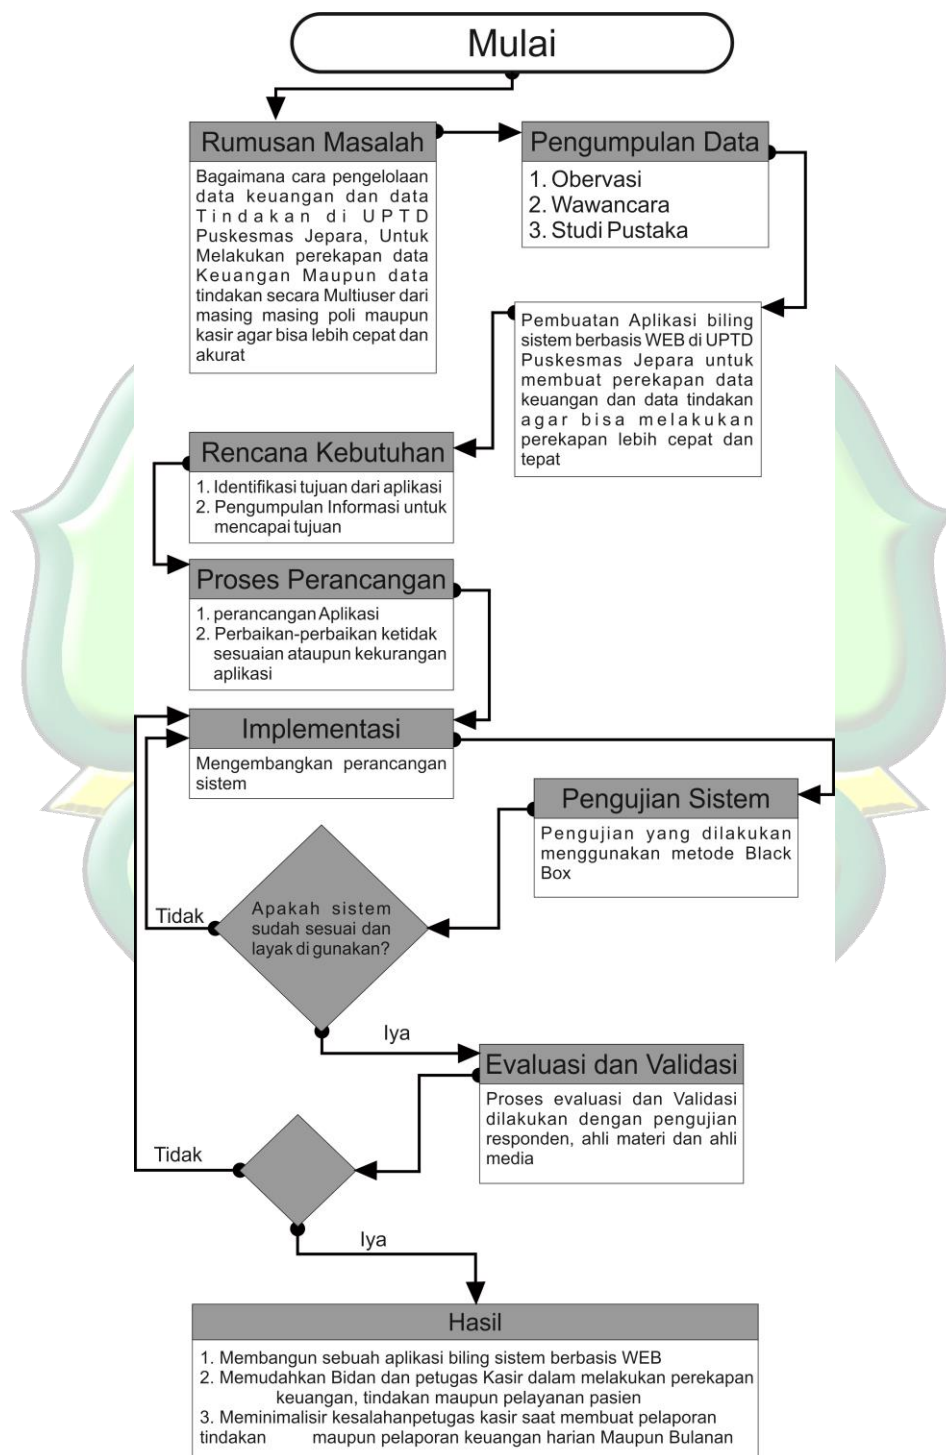 Mulai
Rumusan Masalah
Bagaimana cara pengelolaan
data keuangan dan data
Tindakan di UPTD
Puskesmas Jepara, Untuk
Melakukan perekapan data
Keuangan Maupun data
tindakan secara Multiuser dari
masing masing poli maupun
kasir agar bisa lebih cepat dan
akurat
Pengumpulan Data
1. Obervasi
2. Wawancara
3. Studi Pustaka
Pembuatan Aplikasi biling
sistem berbasis WEB di UPTD
Puskesmas Jepara untuk
membuat perekapan data
keuangan dan data tindakan
agar bisa melakukan
perekapan lebih cepat dan
tepat
Rencana Kebutuhan
1. Identifikasi tujuan dari aplikasi
2. Pengumpulan Informasi untuk
mencapai tujuan
Proses Perancangan
1. perancangan Aplikasi
2. Perbaikan-perbaikan ketidak
sesuaian ataupun kekurangan
aplikasi
Implementasi
Mengembangkan perancangan
sistem
Pengujian Sistem
Pengujian yang dilakukan
menggunakan metode Black
Box
Apakah sistem
sudah sesuai dan
layak di gunakan?
Tidak
Iya
Evaluasi dan Validasi
Proses evaluasi dan Validasi
dilakukan dengan pengujian
responden, ahli materi dan ahli
media
Tidak
Iya
Hasil
1. Membangun sebuah aplikasi biling sistem berbasis WEB
2. Memudahkan Bidan dan petugas Kasir dalam melakukan perekapan
keuangan, tindakan maupun pelayanan pasien
3. Meminimalisir kesalahanpetugas kasir saat membuat pelaporan
tindakan maupun pelaporan keuangan harian Maupun Bulanan